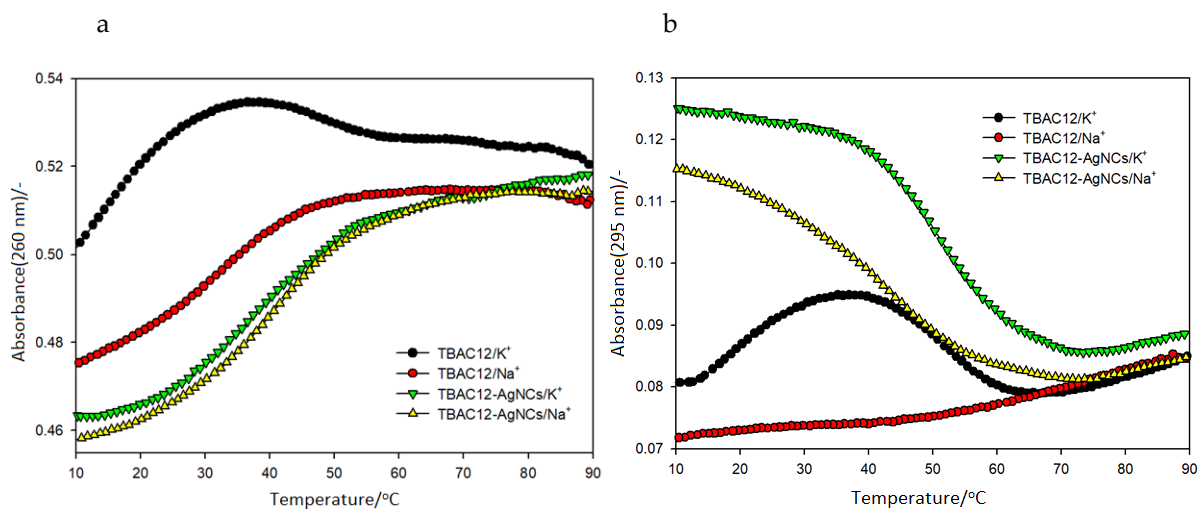 a
Absorbance(260 nm)/-
0.54
0.52
0.50
0.48
0.46
TBAC12/K⁺
TBAC12/Na⁺
TBAC12-AgNCs/K⁺
TBAC12-AgNCs/Na⁺
10 20 30 40 50 60 70 80 90
Temperature/°C
b
Absorbance(295 nm)/-
0.13
0.12
0.11
0.10
0.09
0.08
0.07
TBAC12/K⁺
TBAC12/Na⁺
TBAC12-AgNCs/K⁺
TBAC12-AgNCs/Na⁺
10 20 30 40 50 60 70 80 90
Temperature/°C